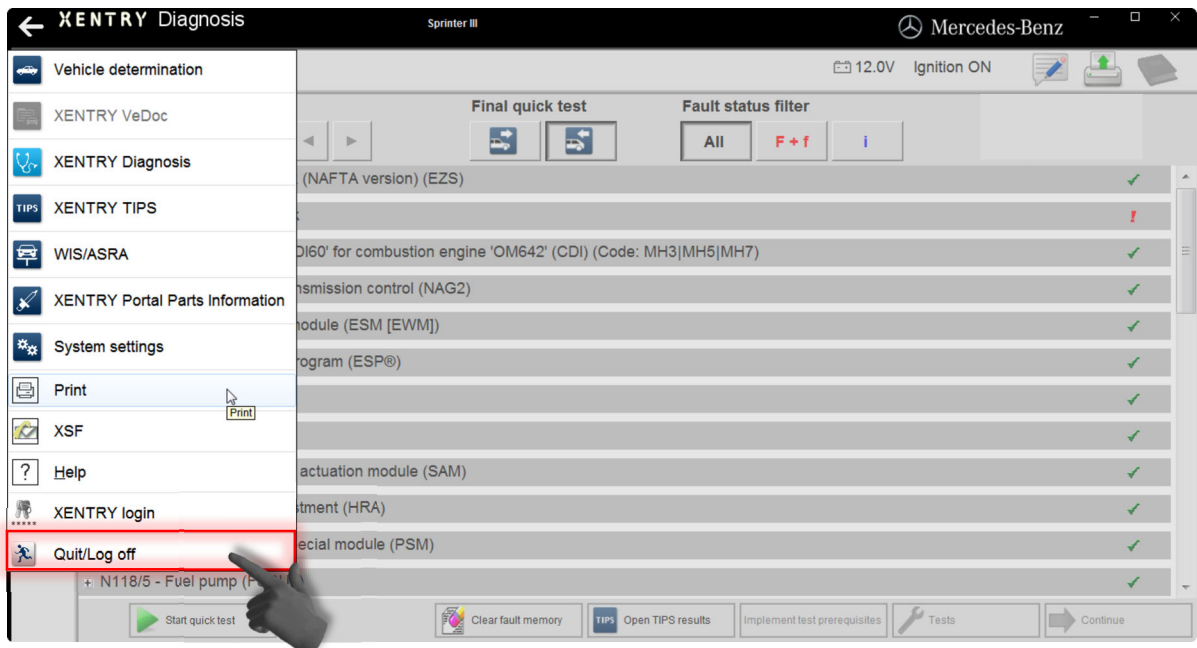 XENTRY Diagnosis
Sprinter III
Mercedes-Benz
Vehicle determination
12.0V Ignition ON
XENTRY VeDoc
Final quick test
Fault status filter
All
F + f
i
XENTRY Diagnosis
(NAFTA version) (EZS)
TIPS
XENTRY TIPS
WIS/ASRA
DI60' for combustion engine 'OM642' (CDI) (Code: MH3|MH5|MH7)
XENTRY Portal Parts Information
nsmission control (NAG2)
System settings
nodule (ESM [EWM])
rogram (ESP®)
Print
Print
XSF
Help
actuation module (SAM)
XENTRY login
*****
stment (HRA)
Quit/Log off
ecial module (PSM)
+ N118/5 - Fuel pump
Start quick test
Clear fault memory
TIPS
Open TIPS results
Implement test prerequisites
Tests
Continue